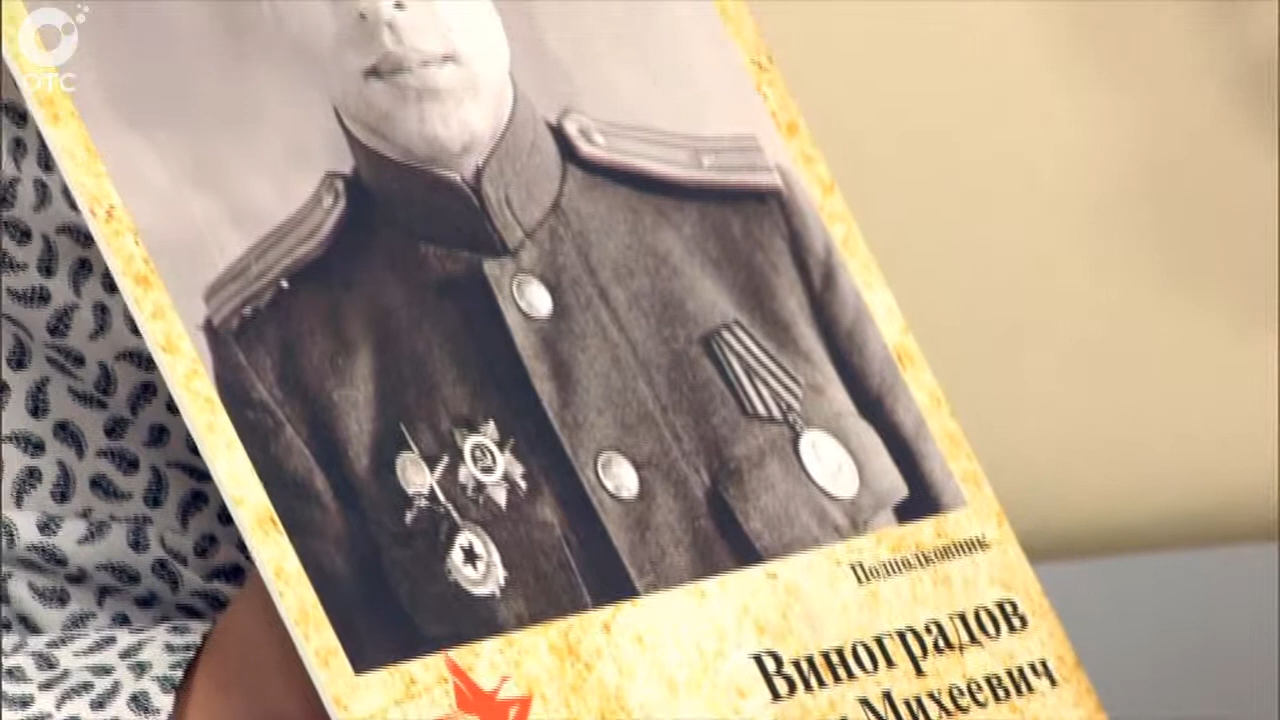 ОТС
Подполковник
Виноградов
Михеевич